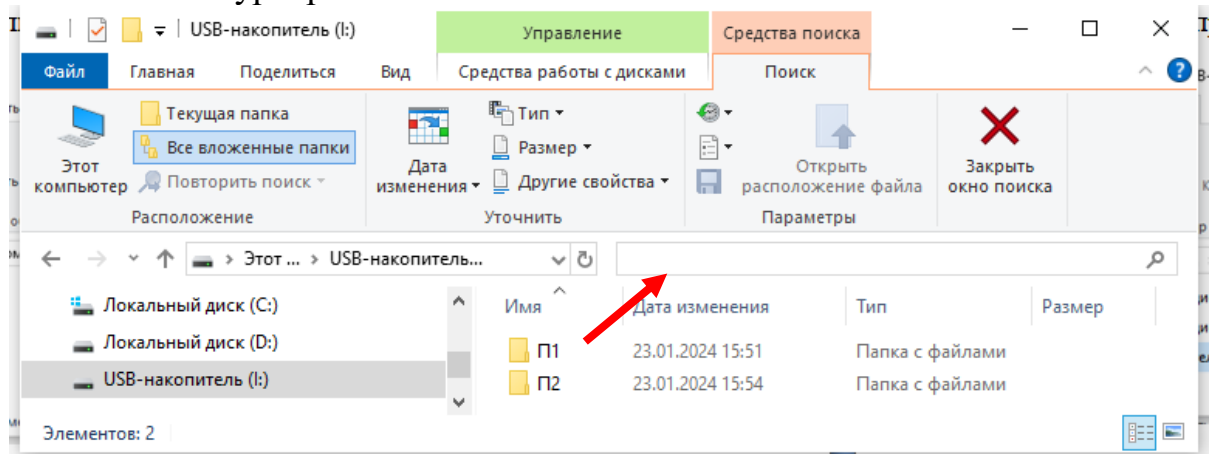 USB-накопитель (I:)
Управление
Средства поиска
Файл
Главная
Поделиться
Вид
Средства работы с дисками
Поиск
Этот компьютер
Текущая папка
Все вложенные папки
Повторить поиск
Расположение
Дата изменения
Тип
Размер
Другие свойства
Уточнить
Открыть расположение файла
Параметры
Закрыть окно поиска
Этот ... > USB-накопитель...
Локальный диск (C:)
Локальный диск (D:)
USB-накопитель (I:)
Имя
Дата изменения
Тип
Размер
П1 23.01.2024 15:51 Папка с файлами
П2 23.01.2024 15:54 Папка с файлами
Элементов: 2